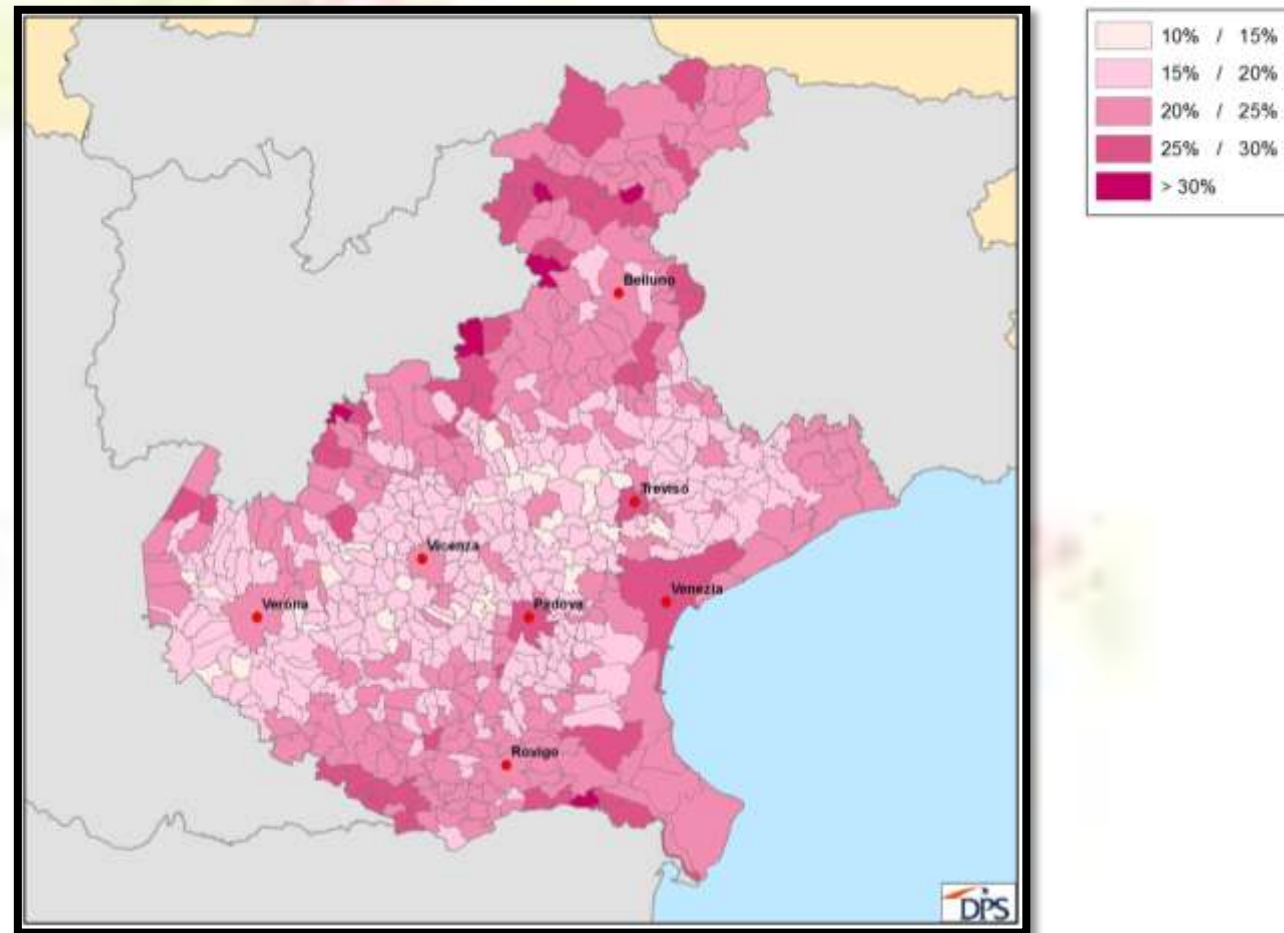 10% / 15%
15% / 20%
20% / 25%
25% / 30%
> 30%
Belluno
Treviso
Vicenza
Venezia
Verona
Padova
Rovigo
DPS